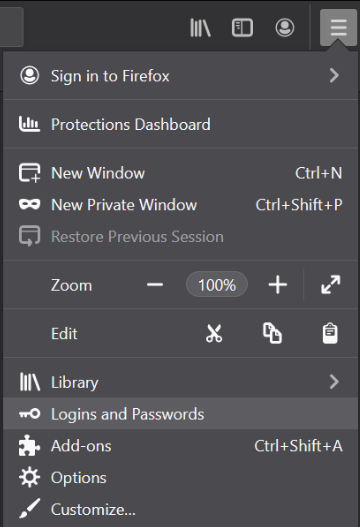 Sign in to Firefox
Protections Dashboard
New Window Ctrl+N
New Private Window Ctrl+Shift+P
Restore Previous Session
Zoom 100%
Edit
Library
Logins and Passwords
Add-ons Ctrl+Shift+A
Options
Customize...